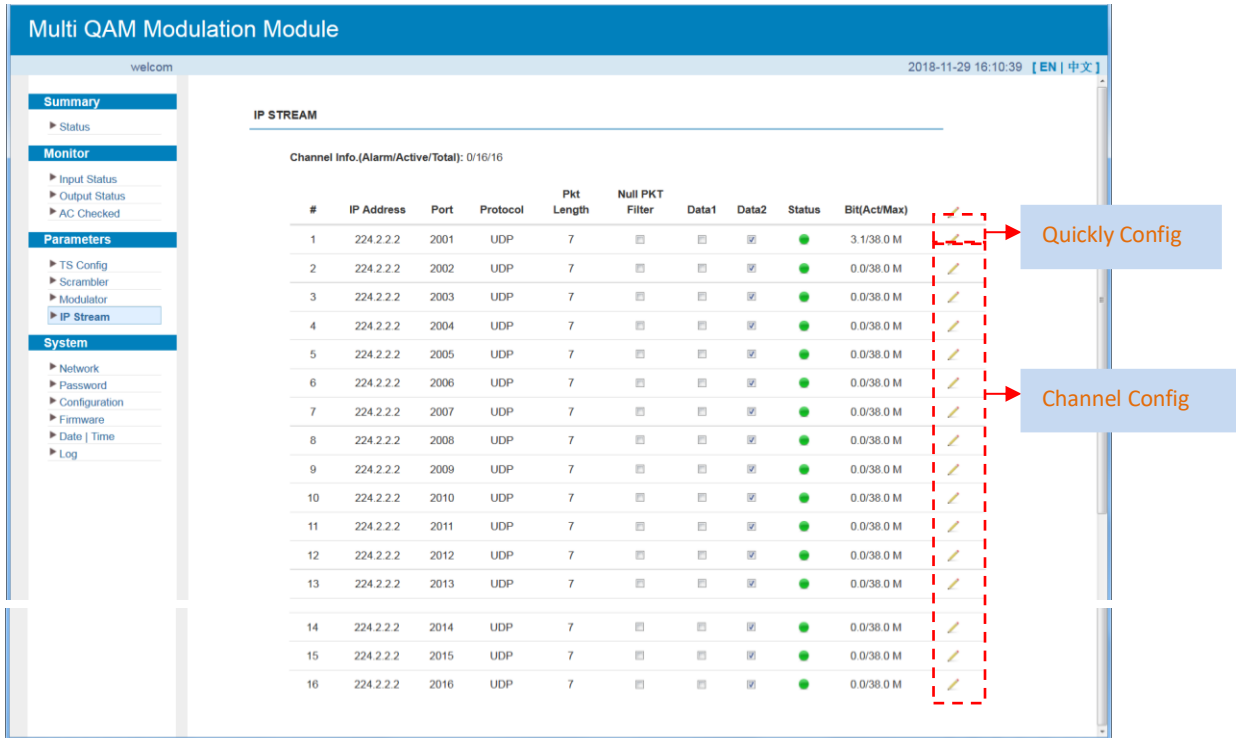 Multi QAM Modulation Module
welcom
2018-11-29 16:10:39 [ EN | 中文 ]
Summary
Status
Monitor
Input Status
Output Status
AC Checked
Parameters
TS Config
Scrambler
Modulator
IP Stream
System
Network
Password
Configuration
Firmware
Date | Time
Log
IP STREAM
Channel Info.(Alarm/Active/Total): 0/16/16
# IP Address Port Protocol Pkt Length Null PKT Filter Data1 Data2 Status Bit(Act/Max)
1 224.2.2.2 2001 UDP 7 3.1/38.0 M
2 224.2.2.2 2002 UDP 7 0.0/38.0 M
3 224.2.2.2 2003 UDP 7 0.0/38.0 M
4 224.2.2.2 2004 UDP 7 0.0/38.0 M
5 224.2.2.2 2005 UDP 7 0.0/38.0 M
6 224.2.2.2 2006 UDP 7 0.0/38.0 M
7 224.2.2.2 2007 UDP 7 0.0/38.0 M
8 224.2.2.2 2008 UDP 7 0.0/38.0 M
9 224.2.2.2 2009 UDP 7 0.0/38.0 M
10 224.2.2.2 2010 UDP 7 0.0/38.0 M
11 224.2.2.2 2011 UDP 7 0.0/38.0 M
12 224.2.2.2 2012 UDP 7 0.0/38.0 M
13 224.2.2.2 2013 UDP 7 0.0/38.0 M
14 224.2.2.2 2014 UDP 7 0.0/38.0 M
15 224.2.2.2 2015 UDP 7 0.0/38.0 M
16 224.2.2.2 2016 UDP 7 0.0/38.0 M
Quickly Config
Channel Config